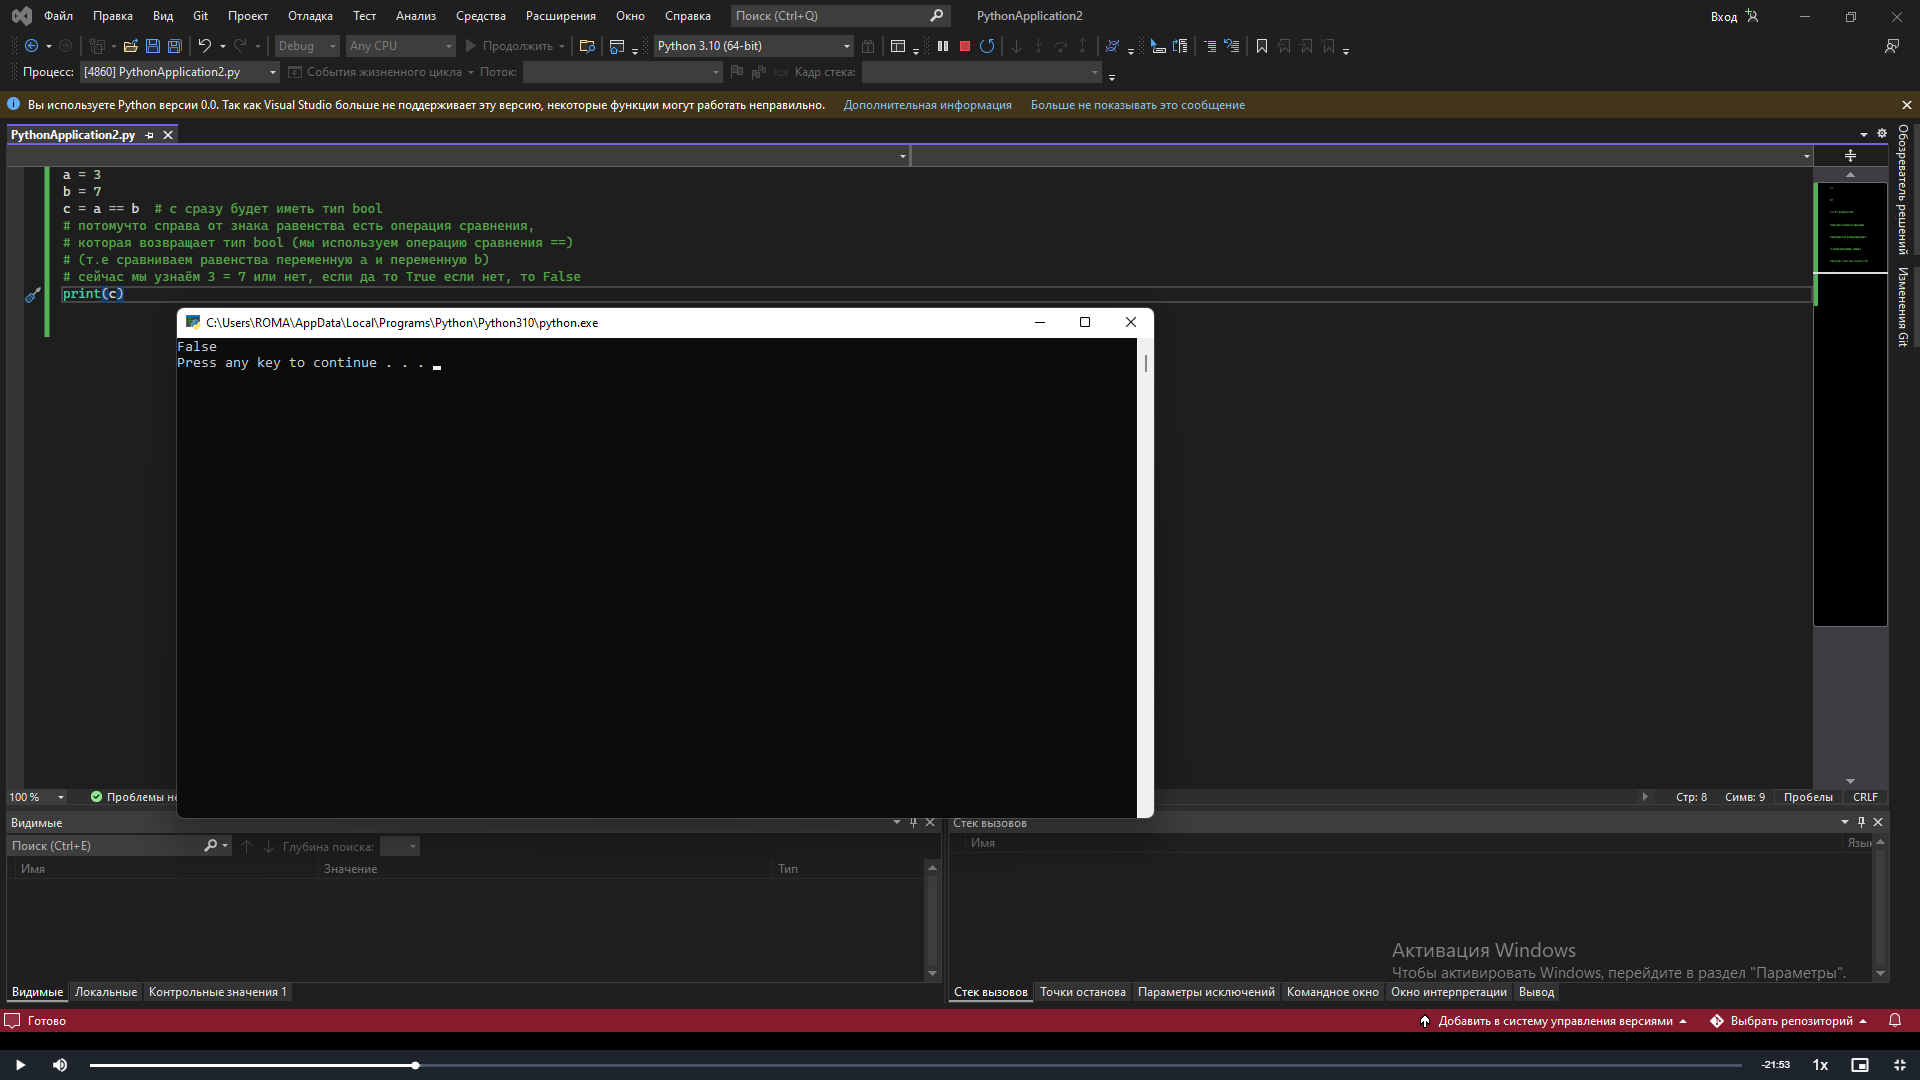 Файл Правка Вид Git Проект Отладка Тест Анализ Средства Расширения Окно Справка Поиск (Ctrl+Q) PythonApplication2 Вход
Debug Any CPU Продолжить Python 3.10 (64-bit)
Процесс: [4860] PythonApplication2.py События жизненного цикла Поток: Кадр стека:
Вы используете Python версии 0.0. Так как Visual Studio больше не поддерживает эту версию, некоторые функции могут работать неправильно. Дополнительная информация Больше не показывать это сообщение
PythonApplication2.py
a = 3
b = 7
c = a == b # с сразу будет иметь тип bool
# потомучто справа от знака равенства есть операция сравнения,
# которая возвращает тип bool (мы используем операцию сравнения ==)
# (т.е сравниваем равенства переменную a и переменную b)
# сейчас мы узнаём 3 = 7 или нет, если да то True если нет, то False
print(c)
C:\Users\ROMA\AppData\Local\Programs\Python\Python310\python.exe
False
Press any key to continue . . .
Обозреватель решений
Изменения Git
100 % Проблемы не Стр: 8 Симв: 9 Пробелы CRLF
Видимые
Поиск (Ctrl+E) Глубина поиска:
Имя Значение Тип
Видимые Локальные Контрольные значения 1
Стек вызовов
Имя Язык
Активация Windows
Чтобы активировать Windows, перейдите в раздел "Параметры".
Стек вызовов Точки останова Параметры исключений Командное окно Окно интерпретации Вывод
Готово Добавить в систему управления версиями Выбрать репозиторий
-21:53 1x